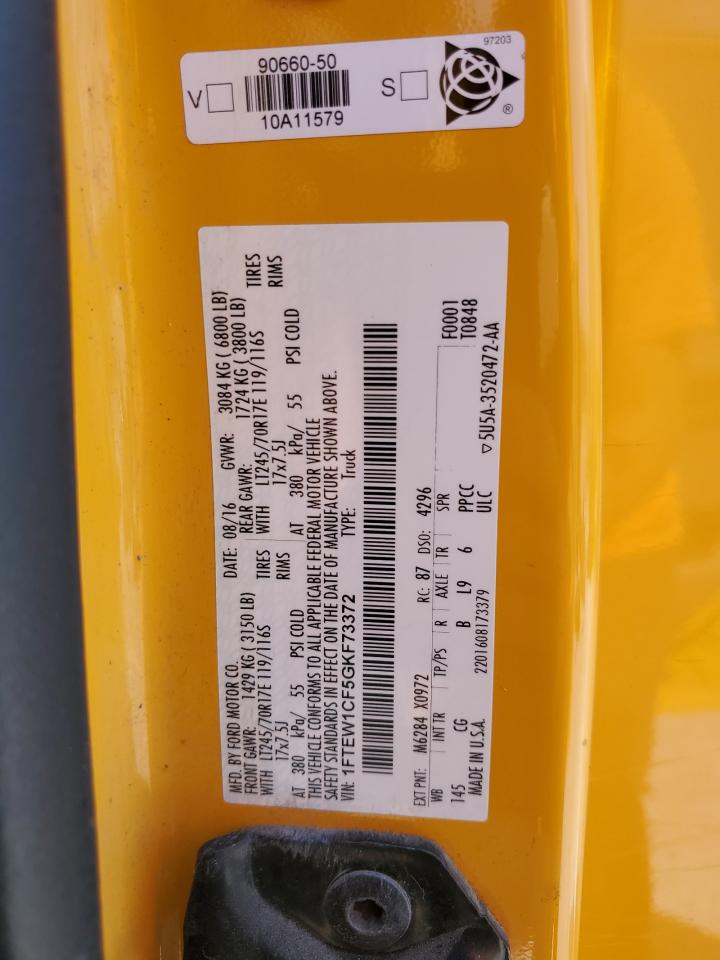 97203
90660-50
V
S
10A11579
®
MFD. BY FORD MOTOR CO.
DATE: 08/16 GVWR: 3084 KG ( 6800 LB)
FRONT GAWR: 1429 KG ( 3150 LB) REAR GAWR: 1724 KG ( 3800 LB)
WITH LT245/70R17E 119/116S TIRES WITH LT245/70R17E 119/116S TIRES
17x7.5J RIMS 17x7.5J RIMS
AT 380 kPa/ 55 PSI COLD AT 380 kPa/ 55 PSI COLD
THIS VEHICLE CONFORMS TO ALL APPLICABLE FEDERAL MOTOR VEHICLE
SAFETY STANDARDS IN EFFECT ON THE DATE OF MANUFACTURE SHOWN ABOVE.
VIN: 1FTEW1CF5GKF73372 TYPE: Truck
EXT PNT: M6284 X0972 RC: 87 DSO: 4296 F0001
WB INT TR TP/PS R AXLE TR SPR T0848
145 CG B L9 6 PPCC
MADE IN U.S.A. 2201608173379 ULC
▽5U5A-3520472-AA